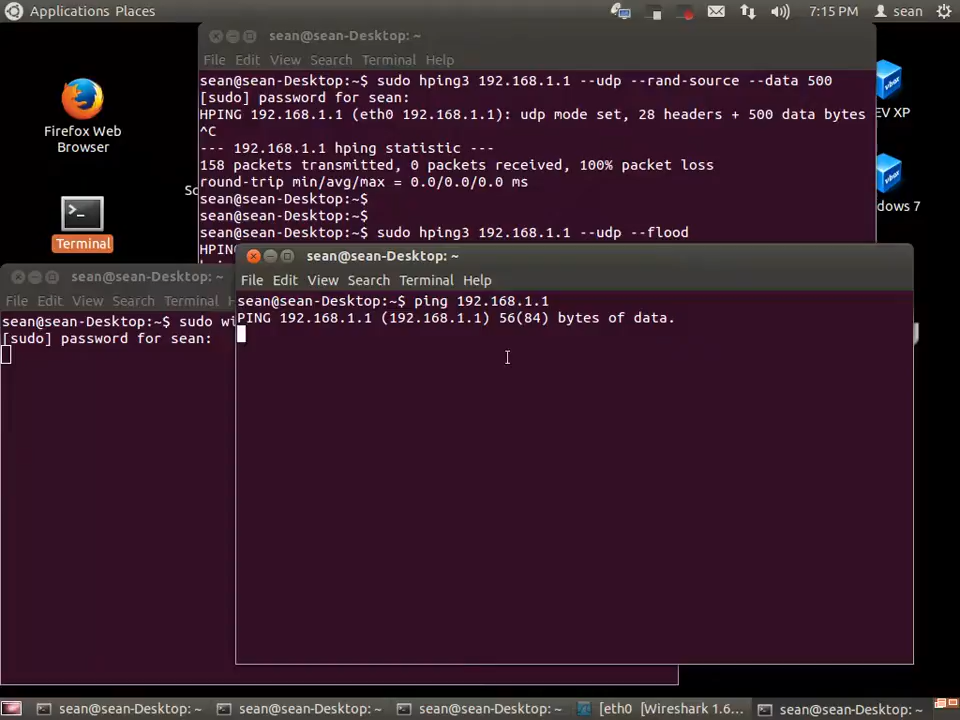 Applications Places
7:15 PM
sean
sean@sean-Desktop: ~
File Edit View Search Terminal Help
sean@sean-Desktop:~$ sudo hping3 192.168.1.1 --udp --rand-source --data 500
[sudo] password for sean:
HPING 192.168.1.1 (eth0 192.168.1.1): udp mode set, 28 headers + 500 data bytes
^C
--- 192.168.1.1 hping statistic ---
158 packets transmitted, 0 packets received, 100% packet loss
round-trip min/avg/max = 0.0/0.0/0.0 ms
sean@sean-Desktop:~$
sean@sean-Desktop:~$
sean@sean-Desktop:~$ sudo hping3 192.168.1.1 --udp --flood
HPIN
Firefox Web
Browser
>_
Terminal
Sc
vbox
EV XP
vbox
dows 7
sean@sean-Desktop: ~
File Edit View Search Terminal
sean@sean-Desktop:~$ sudo wi
[sudo] password for sean:
sean@sean-Desktop: ~
File Edit View Search Terminal Help
sean@sean-Desktop:~$ ping 192.168.1.1
PING 192.168.1.1 (192.168.1.1) 56(84) bytes of data.
sean@sean-Desktop: ~
sean@sean-Desktop: ~
sean@sean-Desktop: ~
[eth0 [Wireshark 1.6...
sean@sean-Desktop: ~